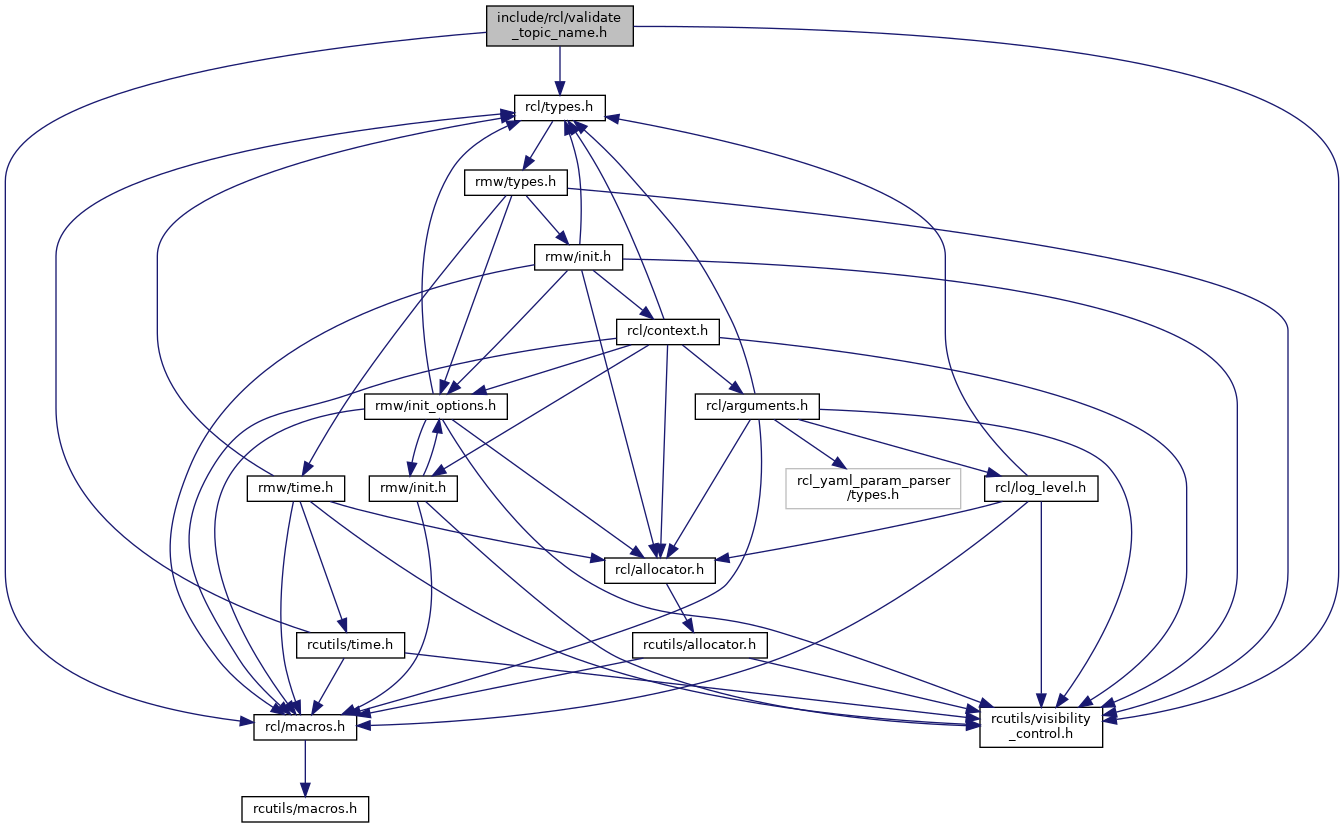 include/rcl/validate
_topic_name.h
rcl/types.h
rmw/types.h
rmw/init.h
rcl/context.h
rmw/init_options.h
rcl/arguments.h
rmw/time.h
rmw/init.h
rcl_yaml_param_parser
/types.h
rcl/log_level.h
rcl/allocator.h
rcutils/time.h
rcutils/allocator.h
rcl/macros.h
rcutils/visibility
_control.h
rcutils/macros.h